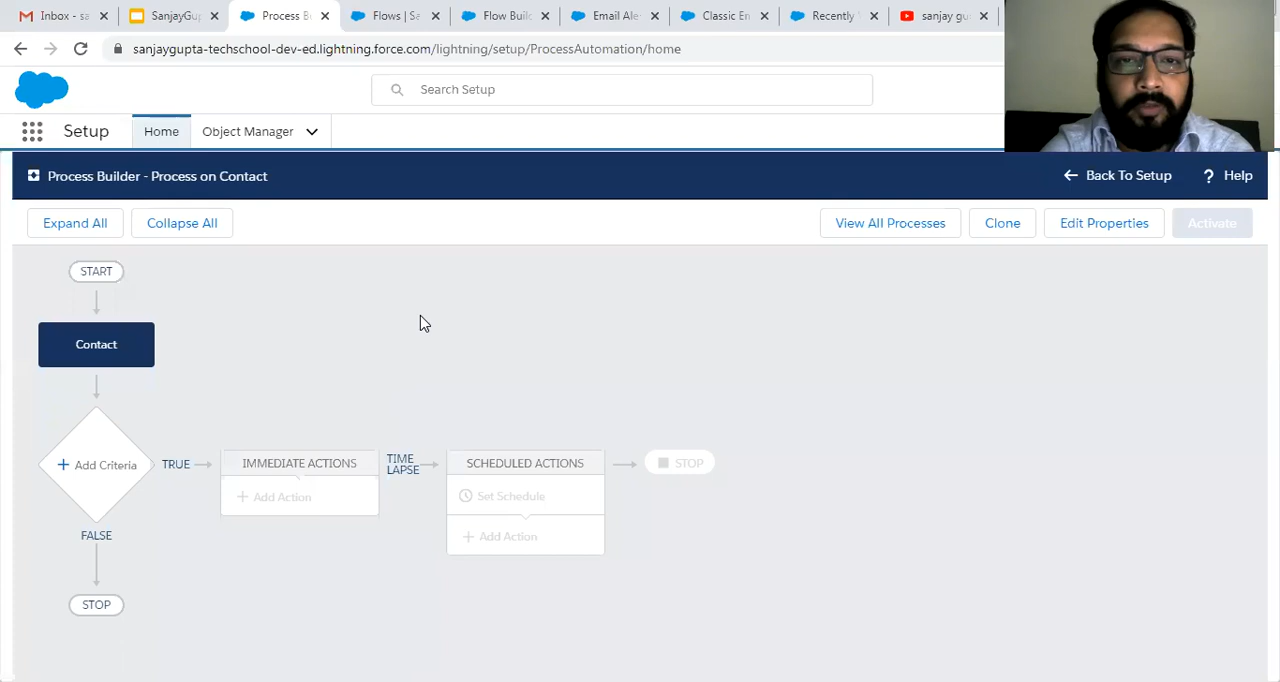 Inbox - sa
SanjayGup
Process Bu
Flows | Sa
Flow Buil
Email Ale
Classic En
Recently
sanjay gu
sanjaygupta-techschool-dev-ed.lightning.force.com/lightning/setup/ProcessAutomation/home
Search Setup
Setup
Home
Object Manager
Process Builder - Process on Contact
Back To Setup
? Help
Expand All
Collapse All
View All Processes
Clone
Edit Properties
Activate
START
Contact
+ Add Criteria
TRUE
IMMEDIATE ACTIONS
+ Add Action
TIME
LAPSE
SCHEDULED ACTIONS
Set Schedule
+ Add Action
STOP
FALSE
STOP